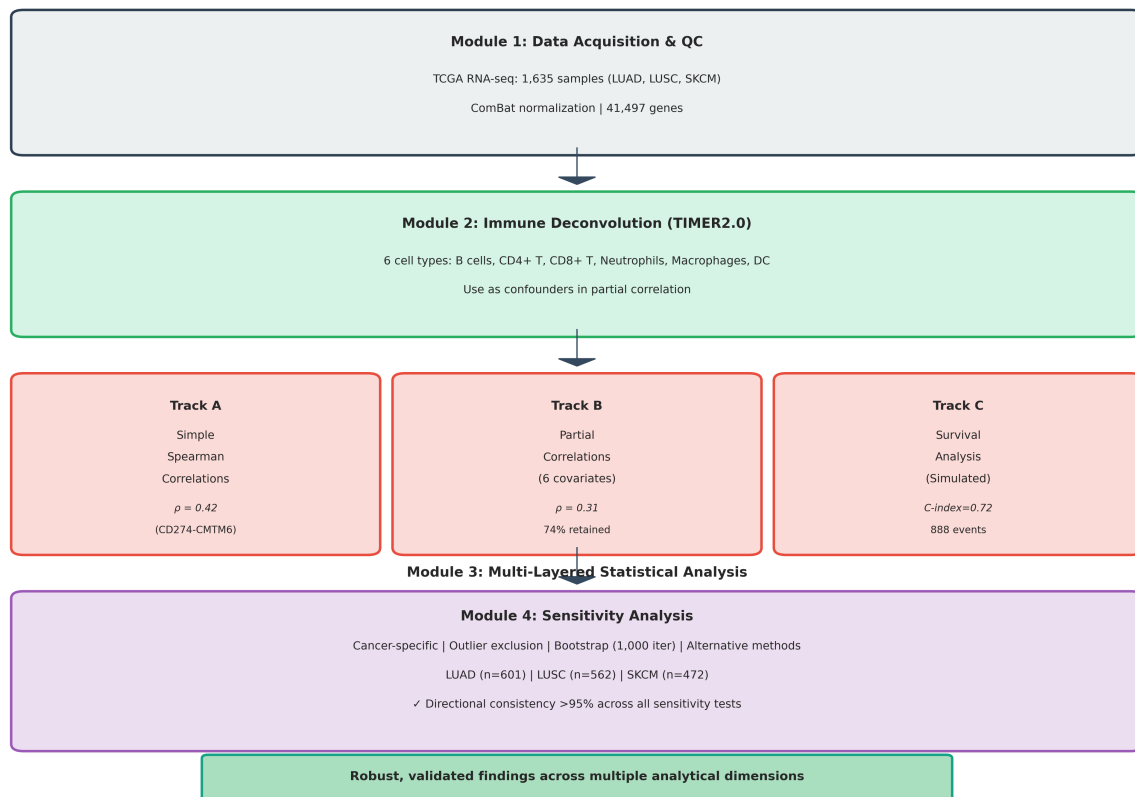 Module 1: Data Acquisition & QC
TCGA RNA-seq: 1,635 samples (LUAD, LUSC, SKCM)
ComBat normalization | 41,497 genes
Module 2: Immune Deconvolution (TIMER2.0)
6 cell types: B cells, CD4+ T, CD8+ T, Neutrophils, Macrophages, DC
Use as confounders in partial correlation
Track A
Simple
Spearman
Correlations
ρ = 0.42
(CD274-CMTM6)
Track B
Partial
Correlations
(6 covariates)
ρ = 0.31
74% retained
Track C
Survival
Analysis
(Simulated)
C-index=0.72
888 events
Module 3: Multi-Layered Statistical Analysis
Module 4: Sensitivity Analysis
Cancer-specific | Outlier exclusion | Bootstrap (1,000 iter) | Alternative methods
LUAD (n=601) | LUSC (n=562) | SKCM (n=472)
✓ Directional consistency >95% across all sensitivity tests
Robust, validated findings across multiple analytical dimensions